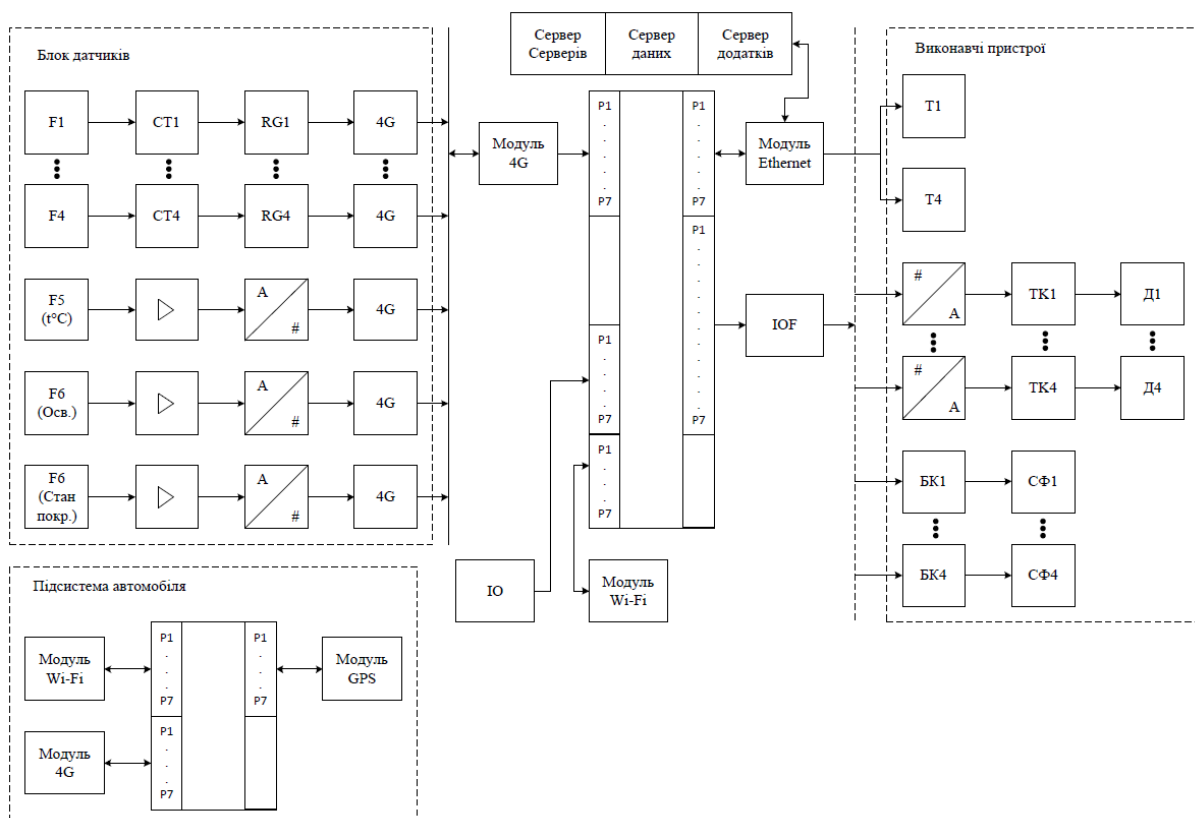 Блок датчиків
F1
CT1
RG1
4G
F4
CT4
RG4
4G
F5
(t°C)
A
#
4G
F6
(Осв.)
A
#
4G
F6
(Стан
покр.)
A
#
4G
Модуль
4G
Сервер
Серверів
Сервер
даних
Сервер
додатків
P1
.
.
.
.
.
P7
P1
.
.
.
.
.
P7
P1
.
.
.
.
.
P7
P1
.
.
.
P7
P1
.
.
.
.
.
.
.
.
.
.
P7
Модуль
Ethernet
IOF
IO
Модуль
Wi-Fi
Виконавчі пристрої
T1
T4
#
A
ТК1
Д1
#
A
ТК4
Д4
БК1
СФ1
БК4
СФ4
Підсистема автомобіля
Модуль
Wi-Fi
Модуль
4G
P1
.
.
.
P7
P1
.
.
.
P7
P1
.
.
.
P7
Модуль
GPS